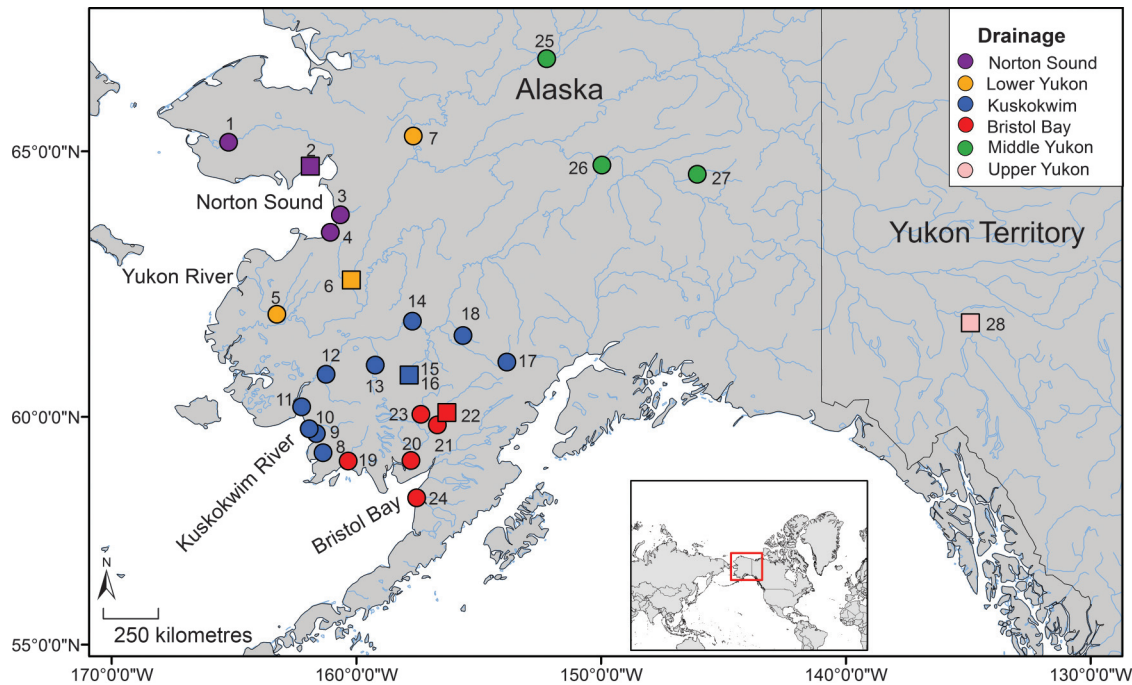 25
Alaska
Drainage
Norton Sound
Lower Yukon
Kuskokwim
Bristol Bay
Middle Yukon
Upper Yukon
65°0'0"N
1
2
7
26
27
Norton Sound
3
4
Yukon Territory
Yukon River
6
5
14
18
28
12
13
15
16
17
60°0'0"N
11
10
9
8
23
22
21
20
19
24
Kuskokwim River
Bristol Bay
N
250 kilometres
55°0'0"N
170°0'0"W
160°0'0"W
150°0'0"W
140°0'0"W
130°0'0"W